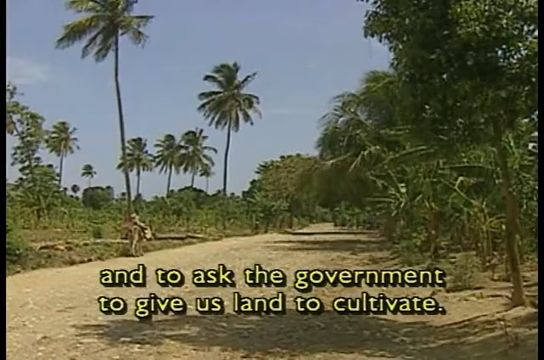 and to ask the government
to give us land to cultivate.